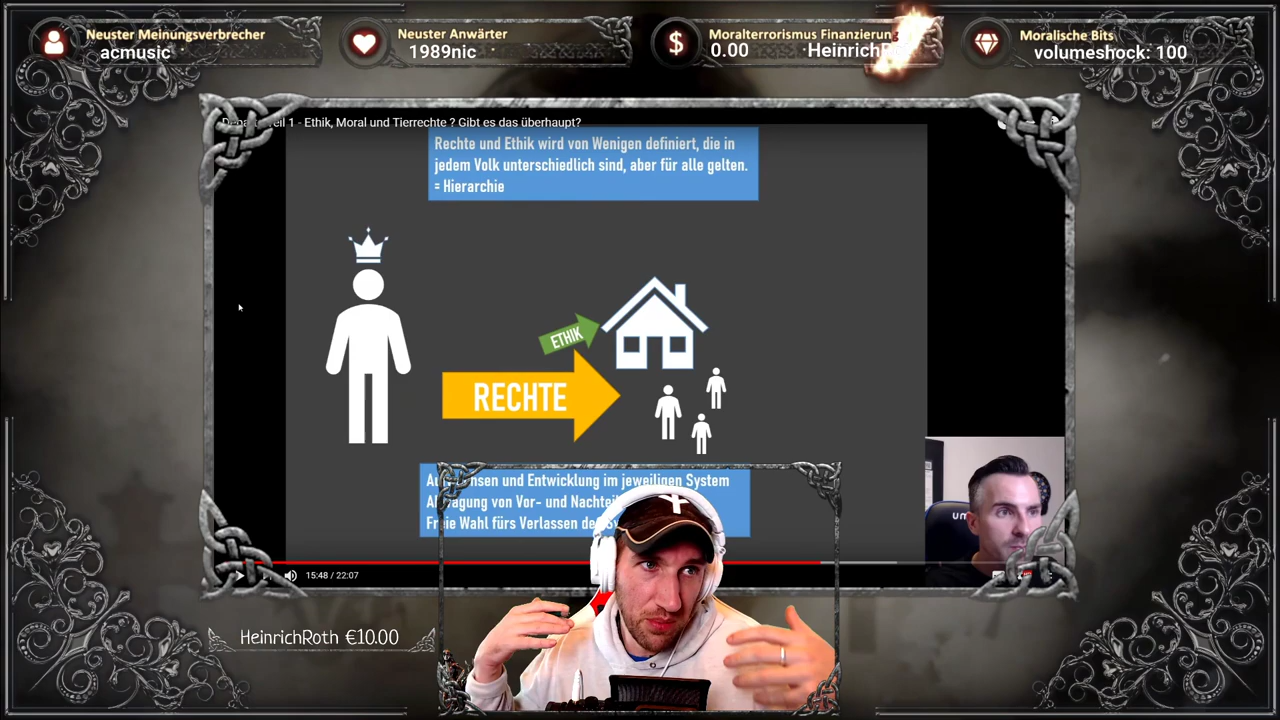 Neuster Meinungsverbrecher
acmusic
Neuster Anwärter
1989nic
Moralterrorismus Finanzierung
0.00
Moralische Bits
volumeshock: 100
1 - Ethik, Moral und Tierrechte ? Gibt es das überhaupt?
Rechte und Ethik wird von Wenigen definiert, die in
jedem Volk unterschiedlich sind, aber für alle gelten.
= Hierarchie
ETHIK
RECHTE
und Entwicklung im jeweiligen System
von Vor- und
Freie Wahl fürs Verlassen
15:48 / 22:07
HeinrichRoth €10.00